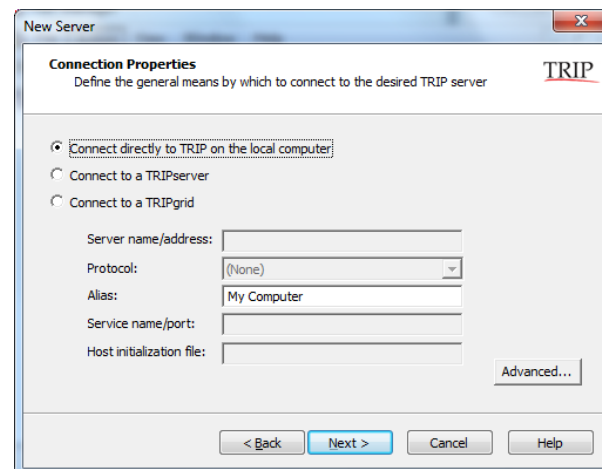 New Server
Connection Properties
Define the general means by which to connect to the desired TRIP server
TRIP
Connect directly to TRIP on the local computer
Connect to a TRIPserver
Connect to a TRIPgrid
Server name/address:
Protocol: (None)
Alias: My Computer
Service name/port:
Host initialization file:
Advanced...
< Back Next > Cancel Help